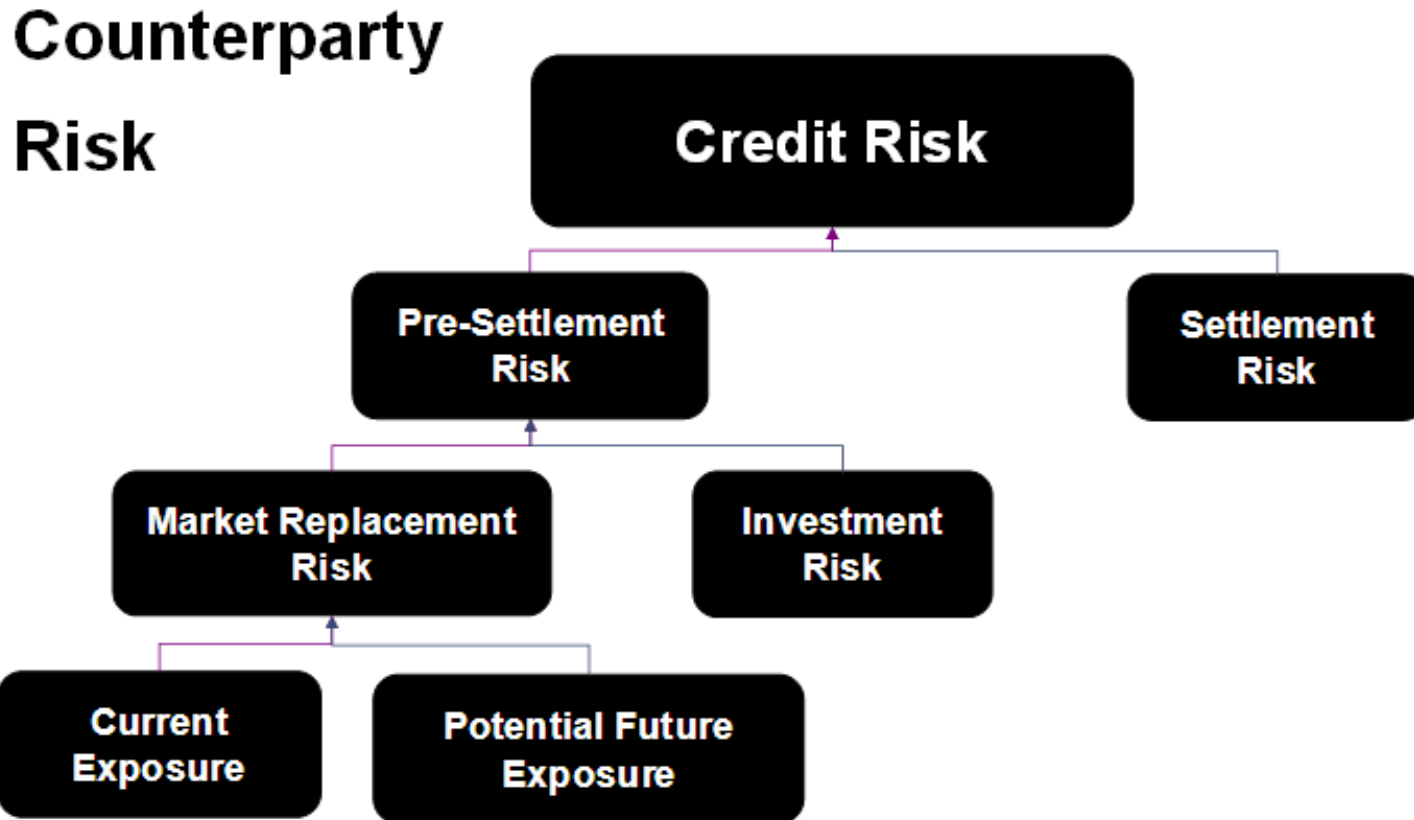 Counterparty
Risk
Credit Risk
Pre-Settlement
Risk
Settlement
Risk
Market Replacement
Risk
Investment
Risk
Current
Exposure
Potential Future
Exposure